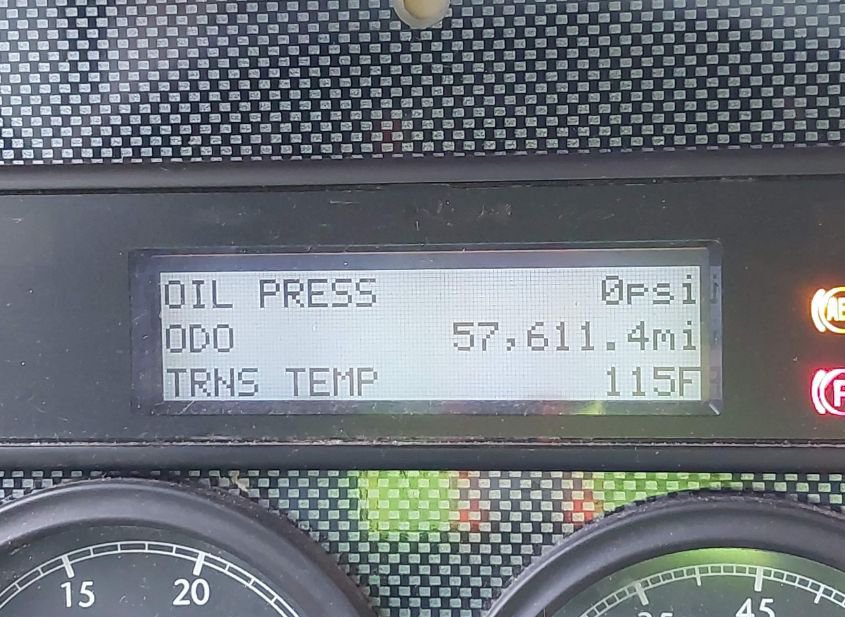 OIL PRESS 0psi
ODO 57,611.4mi
TRNS TEMP 115F
15 20
45